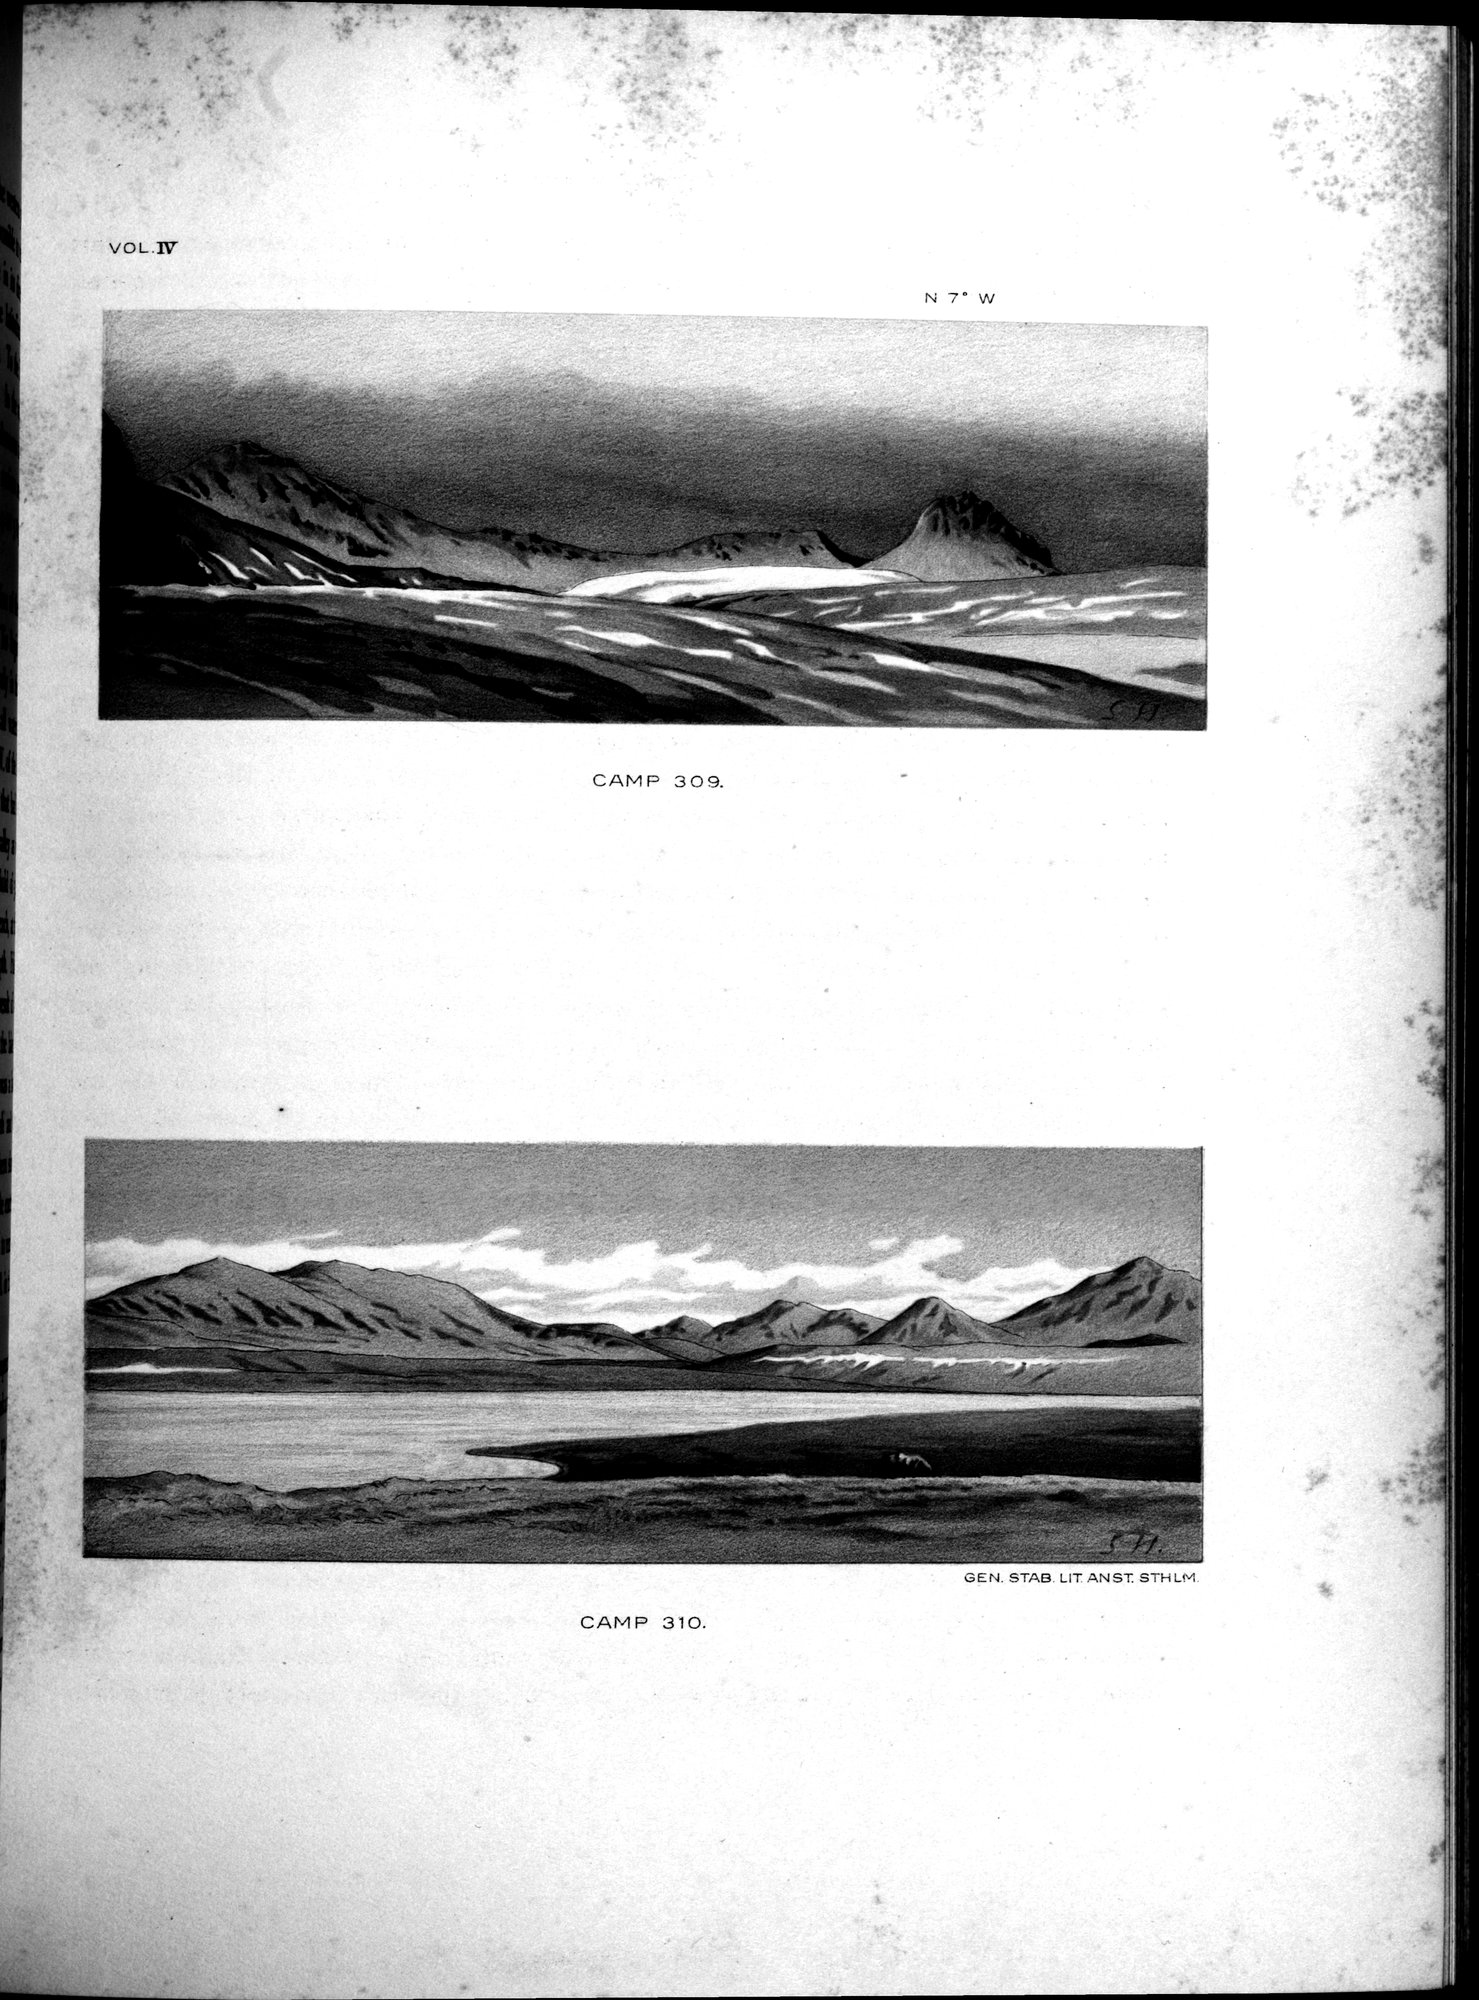 VOL. IV
N 7° W
S H.
CAMP 309.
S H.
GEN. STAB. LIT. ANST. STHLM.
CAMP 310.